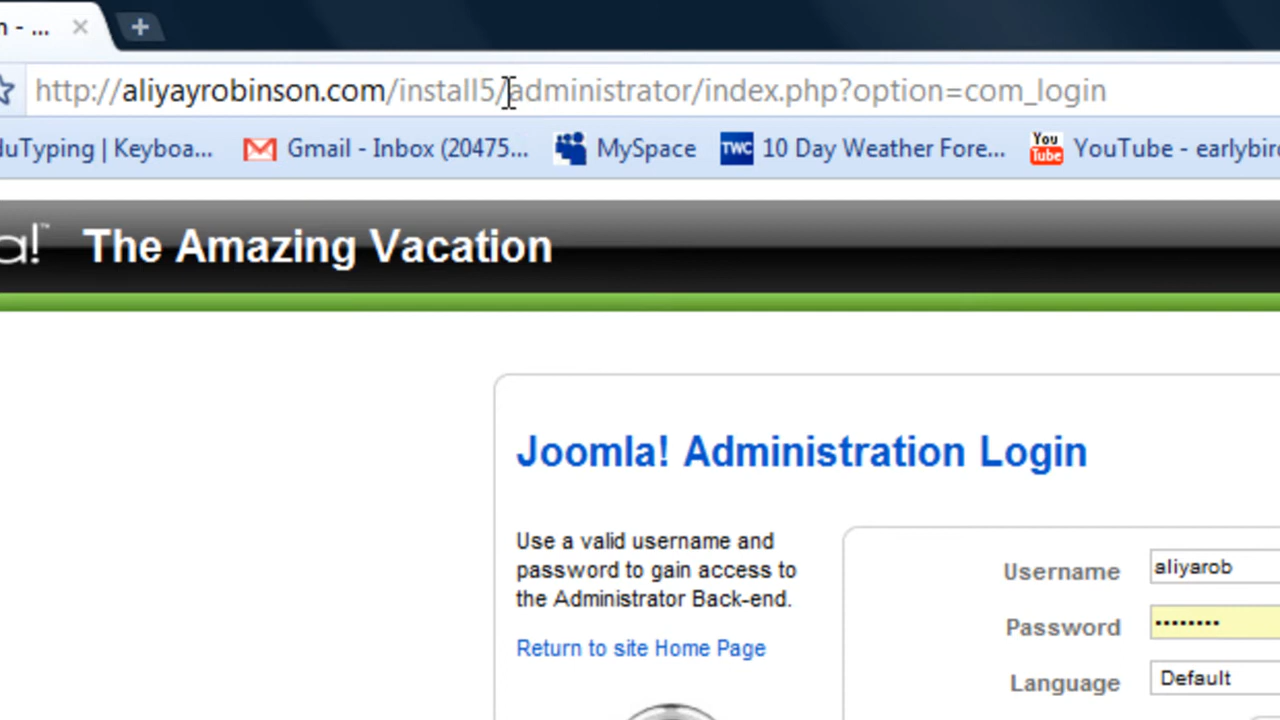 n - ...
http://aliyayrobinson.com/install5/administrator/index.php?option=com_login
duTyping | Keyboa... Gmail - Inbox (20475... MySpace TWC 10 Day Weather Fore... You Tube YouTube - earlybir
a!™ The Amazing Vacation
Joomla! Administration Login
Use a valid username and
password to gain access to
the Administrator Back-end.
Return to site Home Page
Username aliyarob
Password ••••••••
Language Default